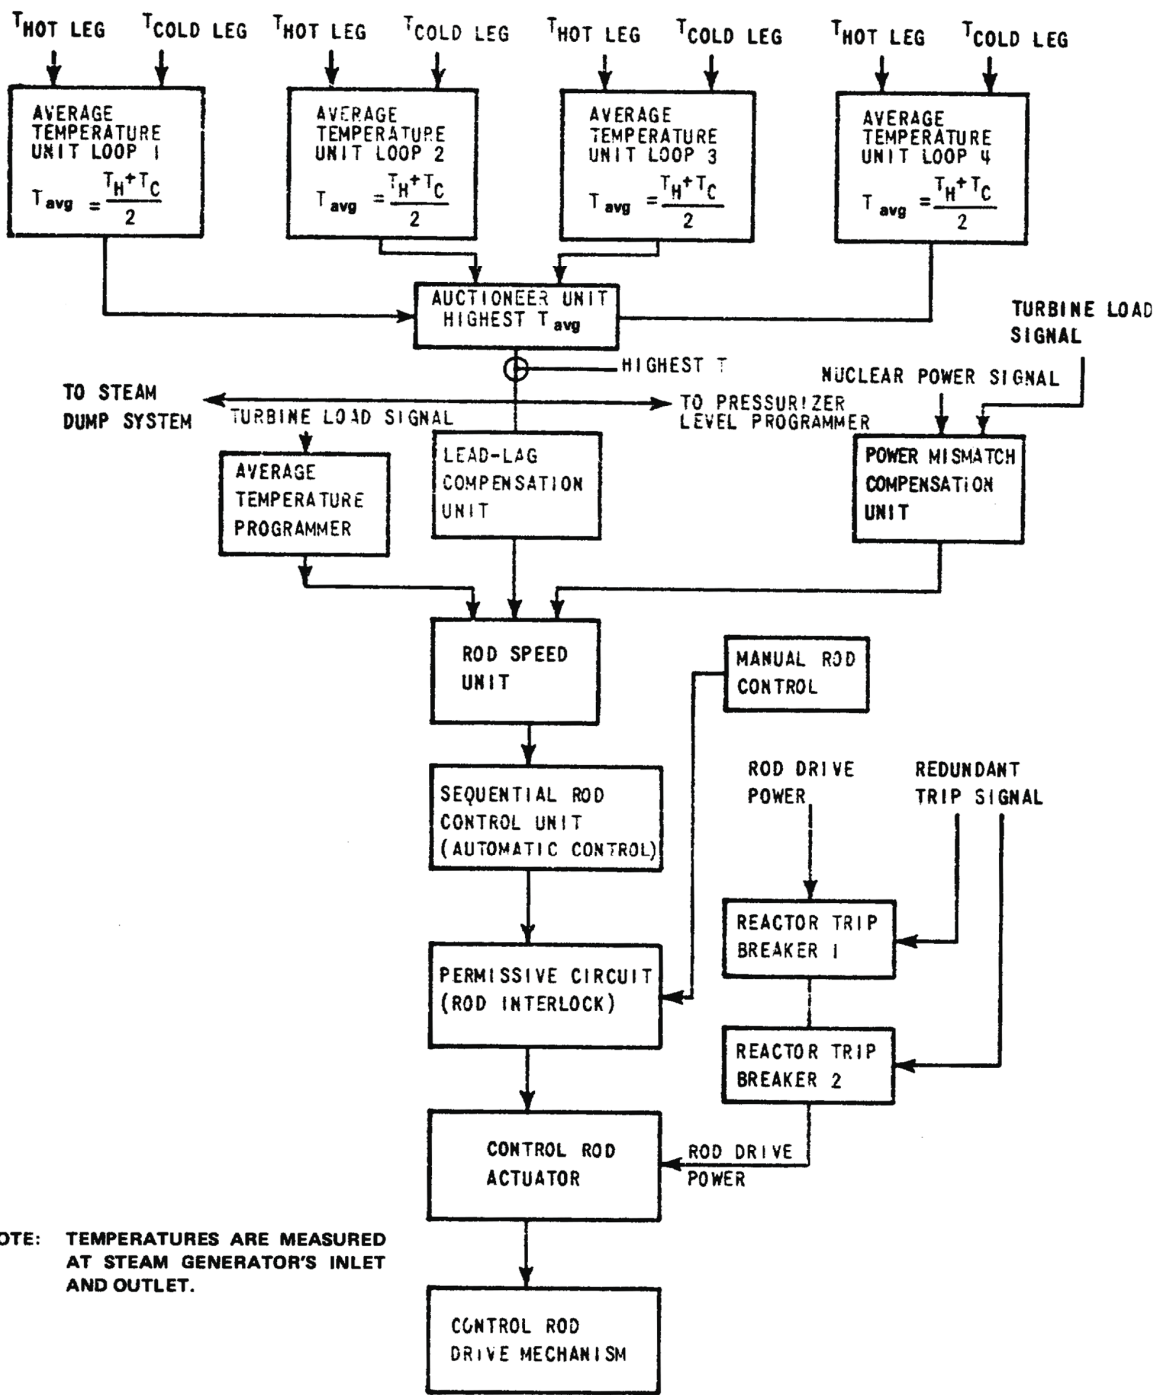 THOT LEG TCOLD LEG THOT LEG TCOLD LEG THOT LEG TCOLD LEG THOT LEG TCOLD LEG
AVERAGE
TEMPERATURE
UNIT LOOP 1
Tavg = TH+TC
2
AVERAGE
TEMPERATURE
UNIT LOOP 2
Tavg = TH+TC
2
AVERAGE
TEMPERATURE
UNIT LOOP 3
Tavg = TH+TC
2
AVERAGE
TEMPERATURE
UNIT LOOP 4
Tavg = TH+TC
2
AUCTIONEER UNIT
HIGHEST Tavg
TURBINE LOAD
SIGNAL
HIGHEST T
NUCLEAR POWER SIGNAL
TO STEAM
DUMP SYSTEM
TO PRESSURIZER
LEVEL PROGRAMMER
TURBINE LOAD SIGNAL
AVERAGE
TEMPERATURE
PROGRAMMER
LEAD-LAG
COMPENSATION
UNIT
POWER MISMATCH
COMPENSATION
UNIT
ROD SPEED
UNIT
MANUAL ROD
CONTROL
SEQUENTIAL ROD
CONTROL UNIT
(AUTOMATIC CONTROL)
ROD DRIVE
POWER
REDUNDANT
TRIP SIGNAL
REACTOR TRIP
BREAKER 1
PERMISSIVE CIRCUIT
(ROD INTERLOCK)
REACTOR TRIP
BREAKER 2
CONTROL ROD
ACTUATOR
ROD DRIVE
POWER
OTE: TEMPERATURES ARE MEASURED
AT STEAM GENERATOR'S INLET
AND OUTLET.
CONTROL ROD
DRIVE MECHANISM